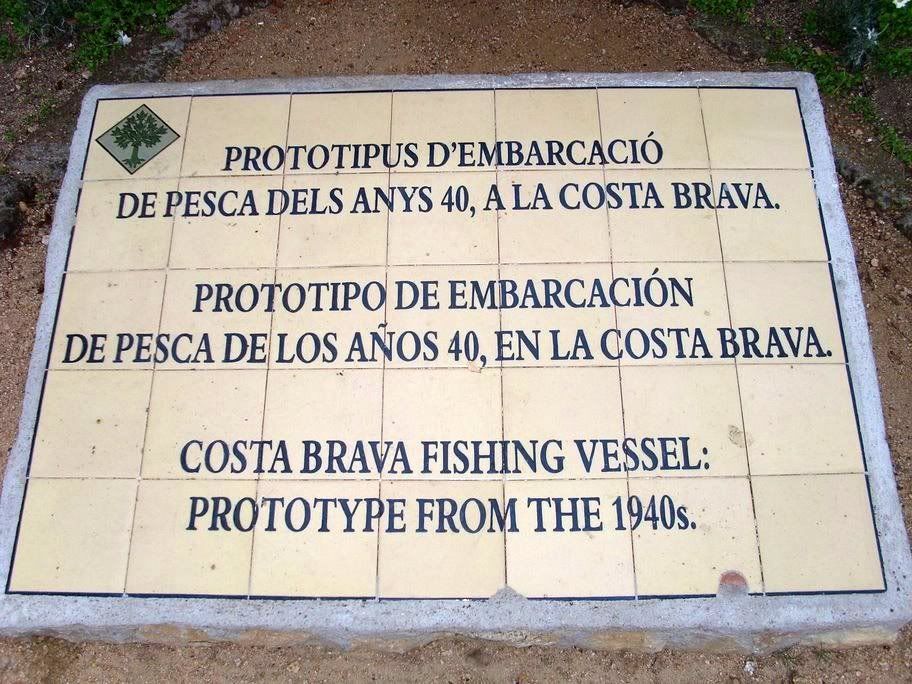 PROTOTIPUS D'EMBARCACIÓ
DE PESCA DELS ANYS 40, A LA COSTA BRAVA.
PROTOTIPO DE EMBARCACIÓN
DE PESCA DE LOS AÑOS 40, EN LA COSTA BRAVA.
COSTA BRAVA FISHING VESSEL:
PROTOTYPE FROM THE 1940s.